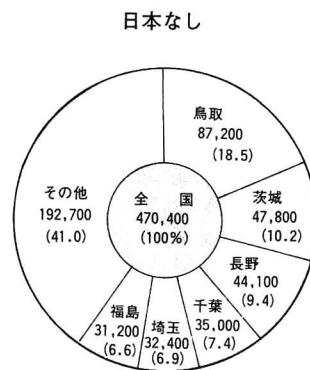 日本なし
鳥取
87,200
(18.5)
茨城
47,800
(10.2)
長野
44,100
(9.4)
千葉
35,000
(7.4)
埼玉
32,400
(6.9)
福島
31,200
(6.6)
その他
192,700
(41.0)
全国
470,400
(100%)